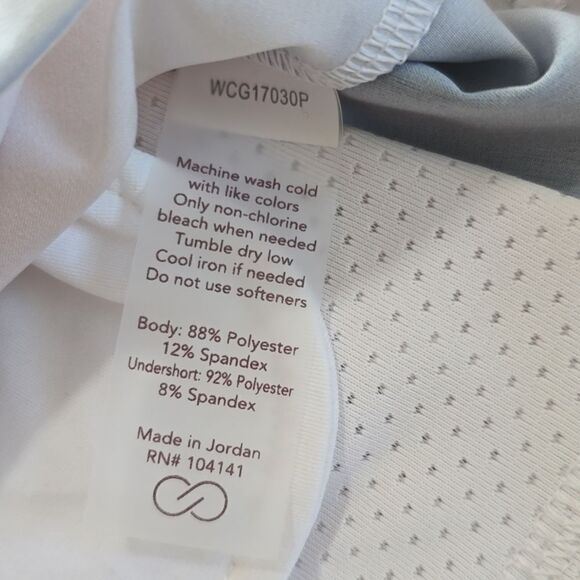 WCG17030P
Machine wash cold
with like colors
Only non-chlorine
bleach when needed
Tumble dry low
Cool iron if needed
Do not use softeners
Body: 88% Polyester
12% Spandex
Undershort: 92% Polyester
8% Spandex
Made in Jordan
RN# 104141